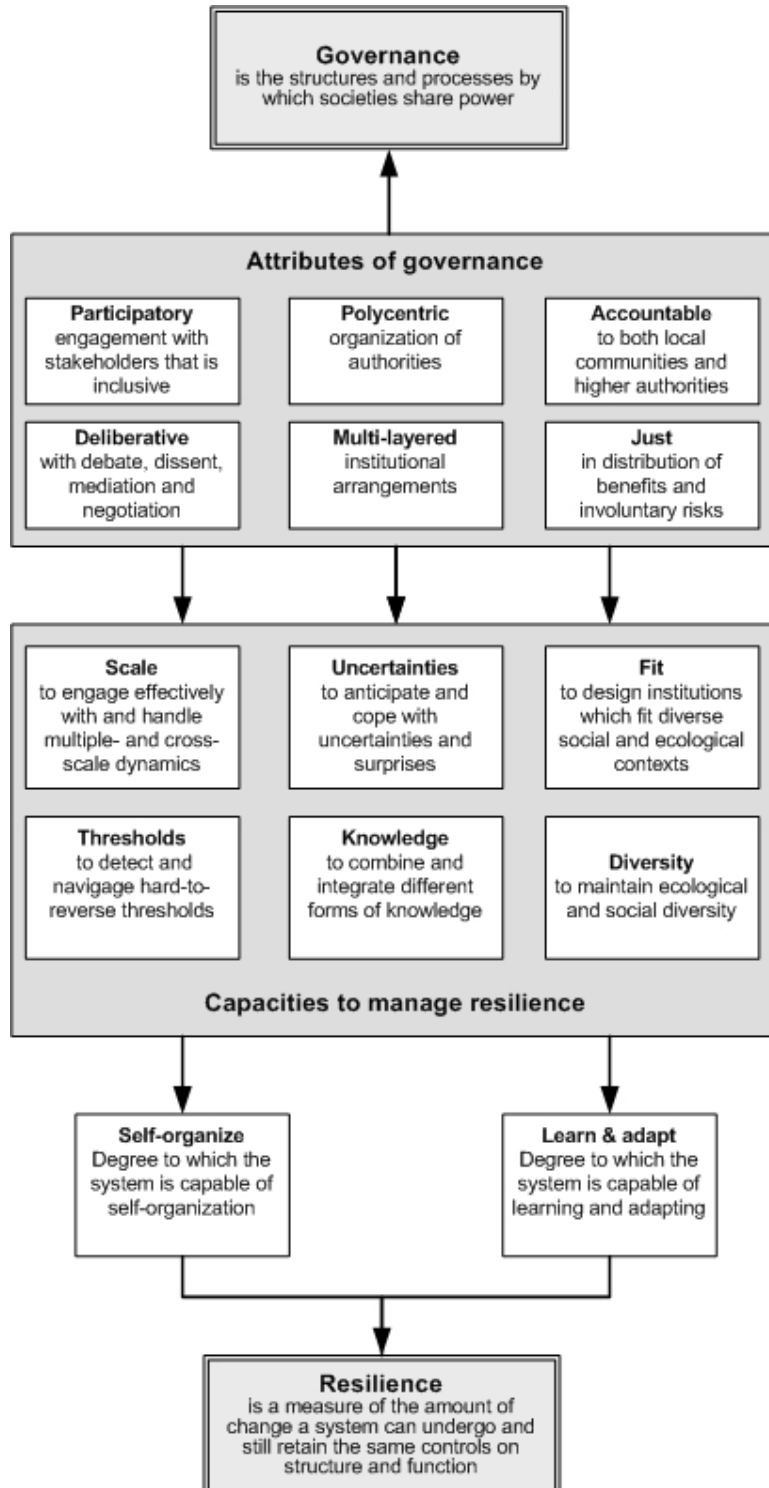 Governance
is the structures and processes by
which societies share power
Attributes of governance
Participatory
engagement with
stakeholders that is
inclusive
Polycentric
organization of
authorities
Accountable
to both local
communities and
higher authorities
Deliberative
with debate, dissent,
mediation and
negotiation
Multi-layered
institutional
arrangements
Just
in distribution of
benefits and
involuntary risks
Scale
to engage effectively
with and handle
multiple- and cross-
scale dynamics
Uncertainties
to anticipate and
cope with
uncertainties and
surprises
Fit
to design institutions
which fit diverse
social and ecological
contexts
Thresholds
to detect and
navigage hard-to-
reverse thresholds
Knowledge
to combine and
integrate different
forms of knowledge
Diversity
to maintain ecological
and social diversity
Capacities to manage resilience
Self-organize
Degree to which the
system is capable of
self-organization
Learn & adapt
Degree to which the
system is capable of
learning and adapting
Resilience
is a measure of the amount of
change a system can undergo and
still retain the same controls on
structure and function